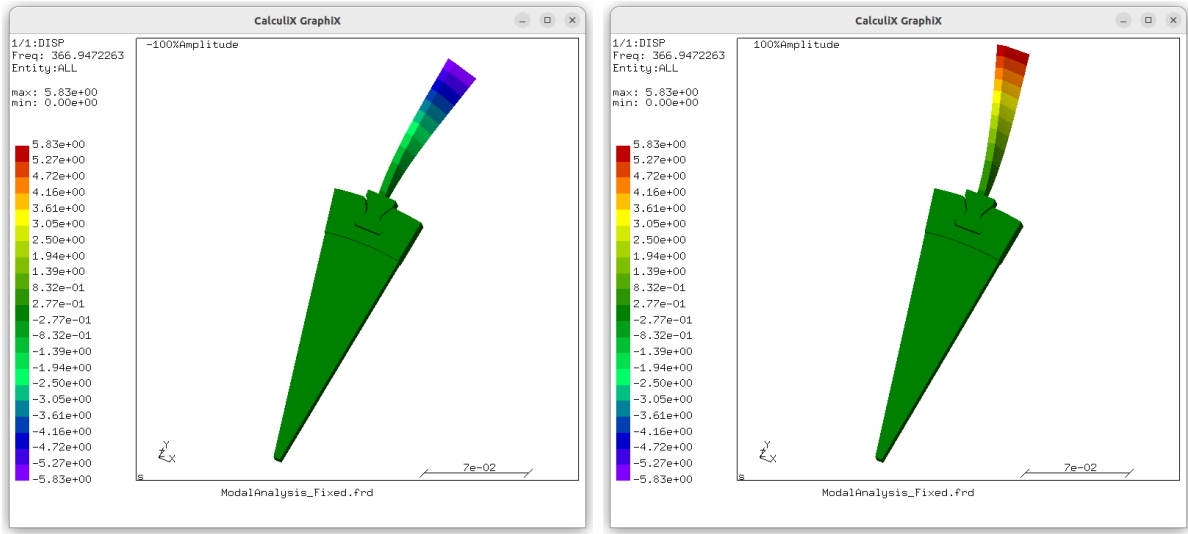 CalculiX GraphiX
1/1:DISP
Freq: 366.9472263
Entity:ALL
max: 5.83e+00
min: 0.00e+00
-100%Amplitude
5.83e+00
5.27e+00
4.72e+00
4.16e+00
3.61e+00
3.05e+00
2.50e+00
1.94e+00
1.39e+00
8.32e-01
2.77e-01
-2.77e-01
-8.32e-01
-1.39e+00
-1.94e+00
-2.50e+00
-3.05e+00
-3.61e+00
-4.16e+00
-4.72e+00
-5.27e+00
-5.83e+00
Y
Z
X
7e-02
s
ModalAnalysis_Fixed.frd
CalculiX GraphiX
1/1:DISP
Freq: 366.9472263
Entity:ALL
max: 5.83e+00
min: 0.00e+00
100%Amplitude
5.83e+00
5.27e+00
4.72e+00
4.16e+00
3.61e+00
3.05e+00
2.50e+00
1.94e+00
1.39e+00
8.32e-01
2.77e-01
-2.77e-01
-8.32e-01
-1.39e+00
-1.94e+00
-2.50e+00
-3.05e+00
-3.61e+00
-4.16e+00
-4.72e+00
-5.27e+00
-5.83e+00
Y
Z
X
7e-02
s
ModalAnalysis_Fixed.frd